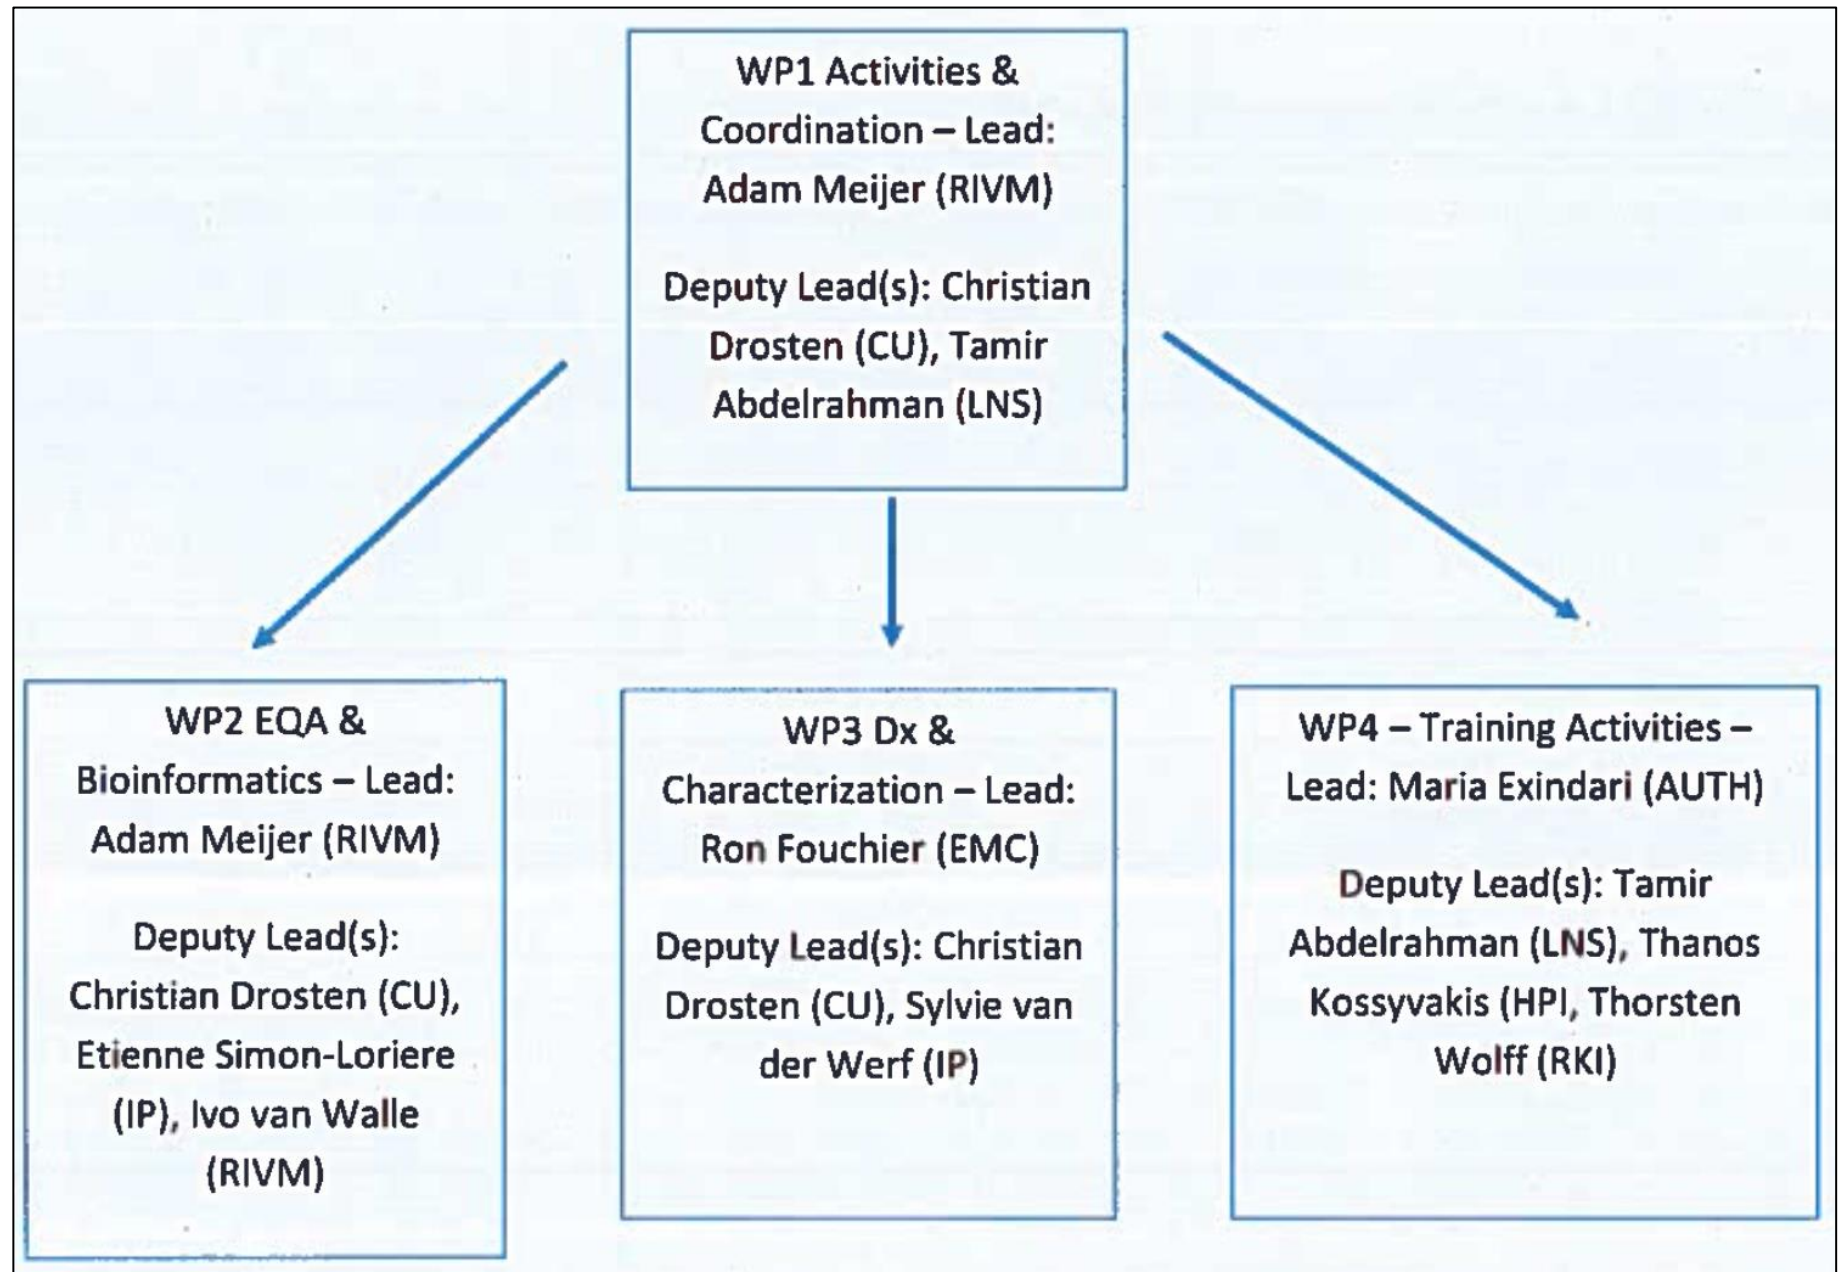 WP1 Activities &
Coordination – Lead:
Adam Meijer (RIVM)
Deputy Lead(s): Christian
Drosten (CU), Tamir
Abdelrahman (LNS)
WP2 EQA &
Bioinformatics – Lead:
Adam Meijer (RIVM)
Deputy Lead(s):
Christian Drosten (CU),
Etienne Simon-Loriere
(IP), Ivo van Walle
(RIVM)
WP3 Dx &
Characterization – Lead:
Ron Fouchier (EMC)
Deputy Lead(s): Christian
Drosten (CU), Sylvie van
der Werf (IP)
WP4 – Training Activities –
Lead: Maria Exindari (AUTH)
Deputy Lead(s): Tamir
Abdelrahman (LNS), Thanos
Kossyvakis (HPI, Thorsten
Wolff (RKI)